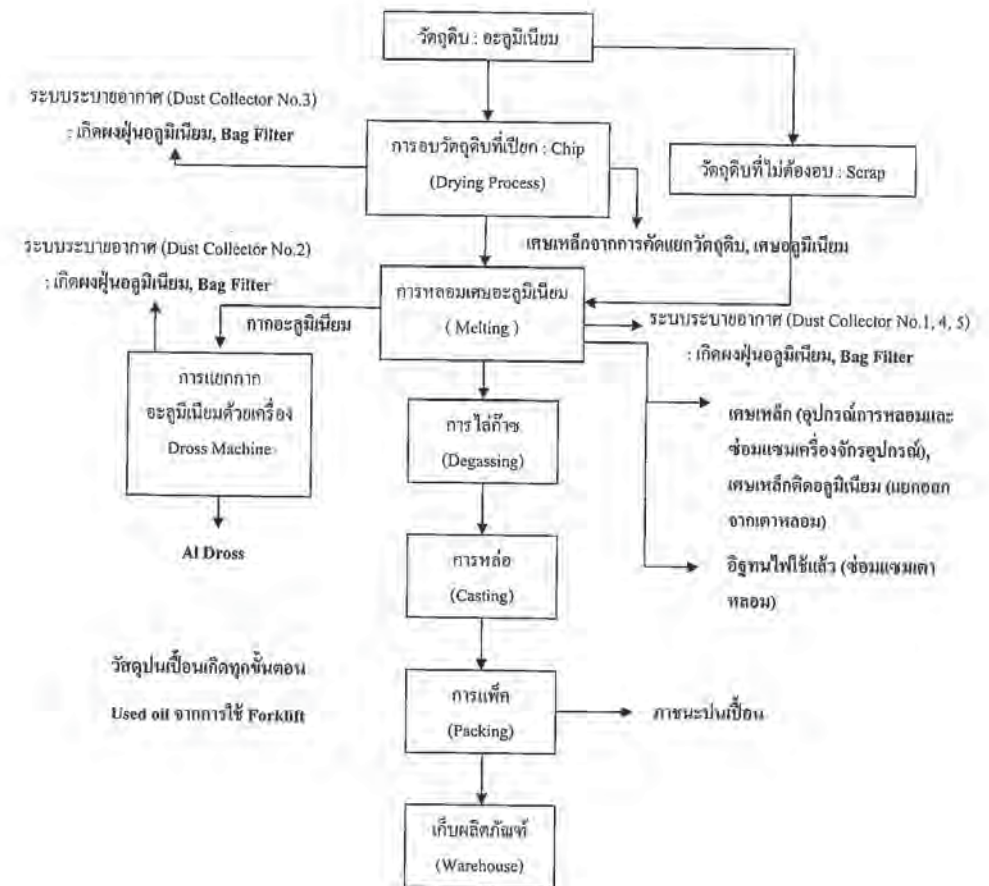 วัตถุดิบ : อะลูมิเนียม
ระบบระบายอากาศ (Dust Collector No.3)
: เกิดผงฝุ่นอลูมิเนียม, Bag Filter
การอบวัตถุดิบที่เปียก : Chip
(Drying Process)
วัตถุดิบที่ไม่ต้องอบ : Scrap
เศษเหล็กจากการคัดแยกวัตถุดิบ, เศษอลูมิเนียม
ระบบระบายอากาศ (Dust Collector No.2)
: เกิดผงฝุ่นอลูมิเนียม, Bag Filter
การหลอมเศษอะลูมิเนียม
( Melting )
กากอะลูมิเนียม
ระบบระบายอากาศ (Dust Collector No.1, 4, 5)
: เกิดผงฝุ่นอลูมิเนียม, Bag Filter
การแยกกาก
อะลูมิเนียมด้วยเครื่อง
Dross Machine
Al Dross
การไล่ก๊าซ
(Degassing)
เศษเหล็ก (อุปกรณ์การหลอมและ
ซ่อมแซมเครื่องจักรอุปกรณ์),
เศษเหล็กติดอลูมิเนียม (แยกออก
จากเตาหลอม)
อิฐทนไฟใช้แล้ว (ซ่อมแซมเตา
หลอม)
การหล่อ
(Casting)
วัสดุปนเปื้อนเกิดทุกขั้นตอน
Used oil จากการใช้ Forklift
การแพ็ค
(Packing)
ภาชนะปนเปื้อน
เก็บผลิตภัณฑ์
(Warehouse)